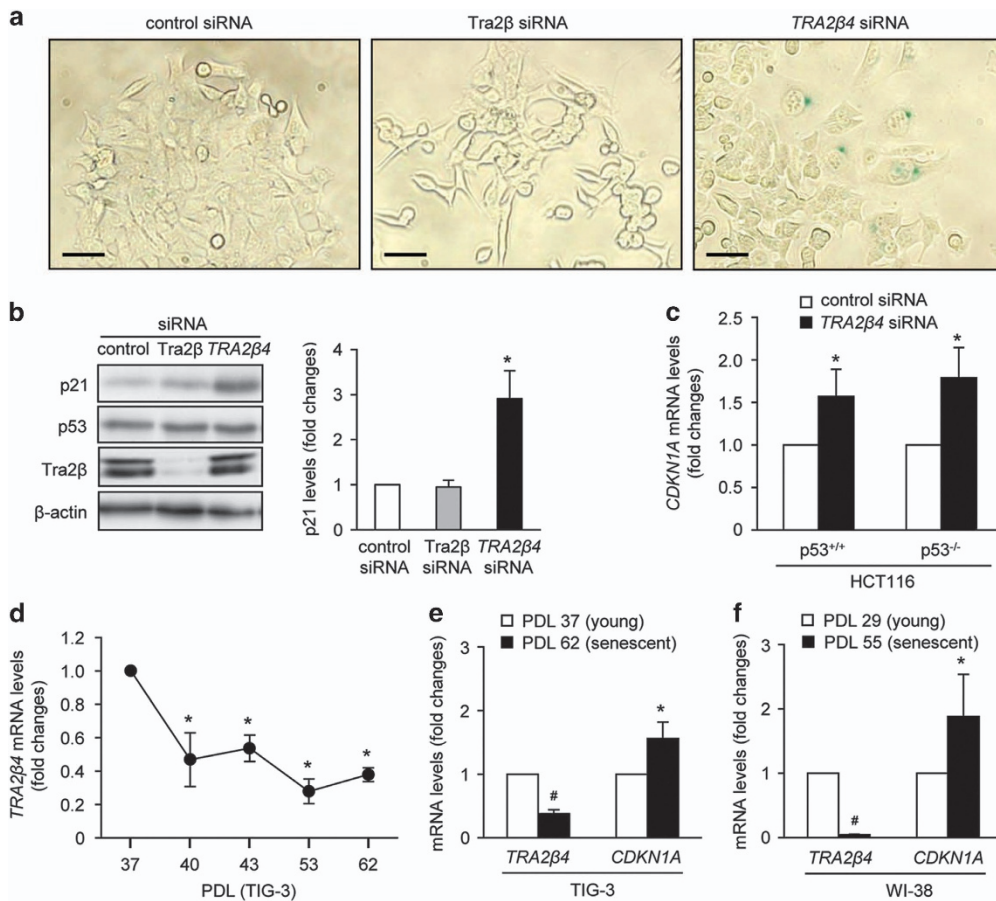 a
control siRNA
Tra2β siRNA
TRA2β4 siRNA
b
siRNA
control Tra2β TRA2β4
p21
p53
Tra2β
β-actin
p21 levels (fold changes)
4
3
2
1
0
*
control siRNA
Tra2β siRNA
TRA2β4 siRNA
c
control siRNA
TRA2β4 siRNA
CDKN1A mRNA levels
(fold changes)
2.5
2.0
1.5
1.0
0.5
0
*
*
p53+/+
p53-/-
HCT116
d
TRA2β4 mRNA levels
(fold changes)
1.2
1.0
0.8
0.6
0.4
0.2
0
*
*
*
*
37 40 43 53 62
PDL (TIG-3)
e
PDL 37 (young)
PDL 62 (senescent)
mRNA levels (fold changes)
3
2
1
0
#
*
TRA2β4
CDKN1A
TIG-3
f
PDL 29 (young)
PDL 55 (senescent)
mRNA levels (fold changes)
3
2
1
0
#
*
TRA2β4
CDKN1A
WI-38